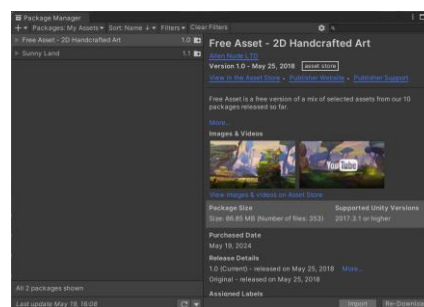 Package Manager
+ Packages: My Assets Sort: Name ↓ Filters Clear Filters
Free Asset - 2D Handcrafted Art 1.0
Sunny Land 1.1
All 2 packages shown
Last update May 19, 16:08
Free Asset - 2D Handcrafted Art
Alien Nude LTD
Version 1.0 - May 25, 2018 asset store
View in the Asset Store • Publisher Website • Publisher Support
Free Asset is a free version of a mix of selected assets from our 10
packages released so far.
More...
Images & Videos
YouTube
View images & videos on Asset Store
Package Size Supported Unity Versions
Size: 86.85 MB (Number of files: 353) 2017.3.1 or higher
Purchased Date
May 19, 2024
Release Details
1.0 (Current) - released on May 25, 2018 More...
Original - released on May 25, 2018
Assigned Labels
Import Re-Download